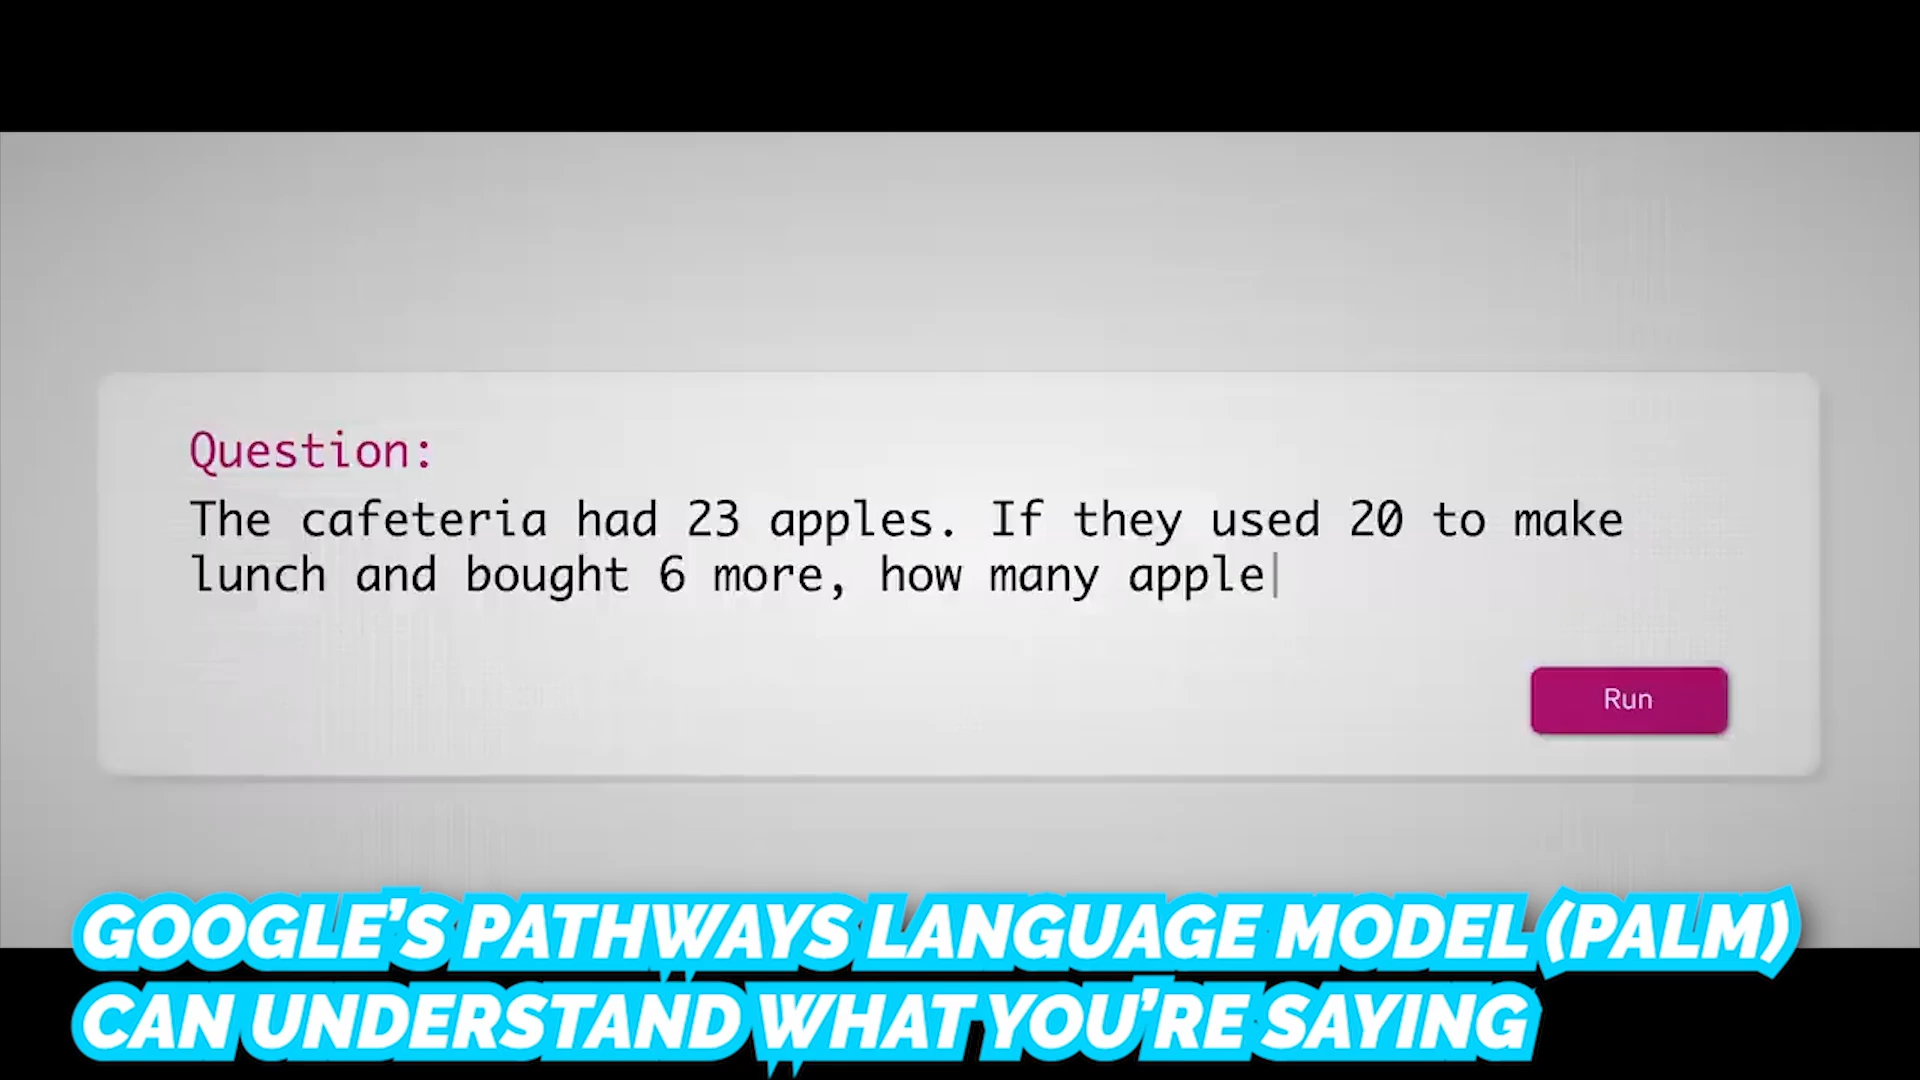 Question:
The cafeteria had 23 apples. If they used 20 to make
lunch and bought 6 more, how many apple
Run
GOOGLE'S PATHWAYS LANGUAGE MODEL (PALM)
CAN UNDERSTAND WHAT YOU'RE SAYING